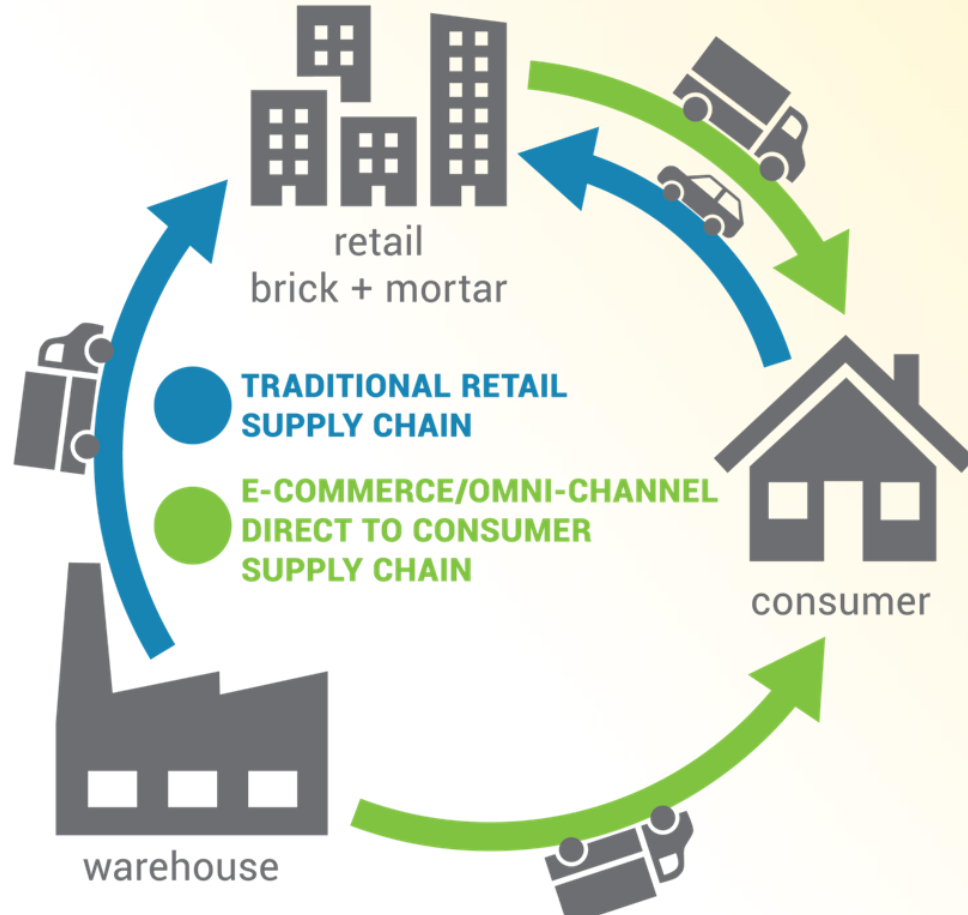 retail
brick + mortar
TRADITIONAL RETAIL
SUPPLY CHAIN
E-COMMERCE/OMNI-CHANNEL
DIRECT TO CONSUMER
SUPPLY CHAIN
consumer
warehouse